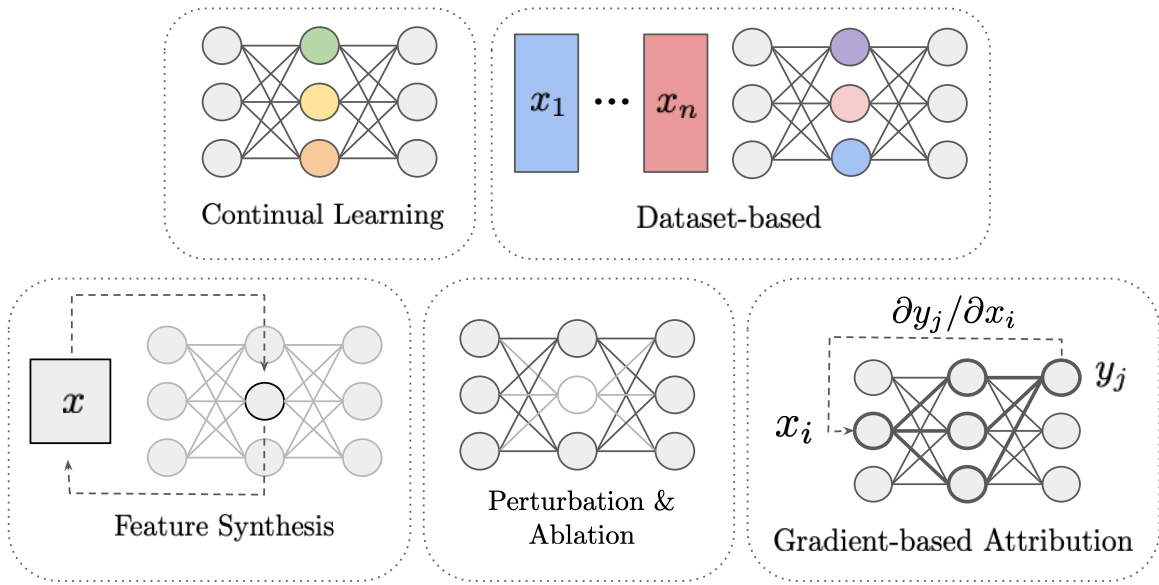 x₁ ... xₙ
Continual Learning
Dataset-based
x
Feature Synthesis
Perturbation &
Ablation
∂yⱼ/∂xᵢ
yⱼ
xᵢ
Gradient-based Attribution